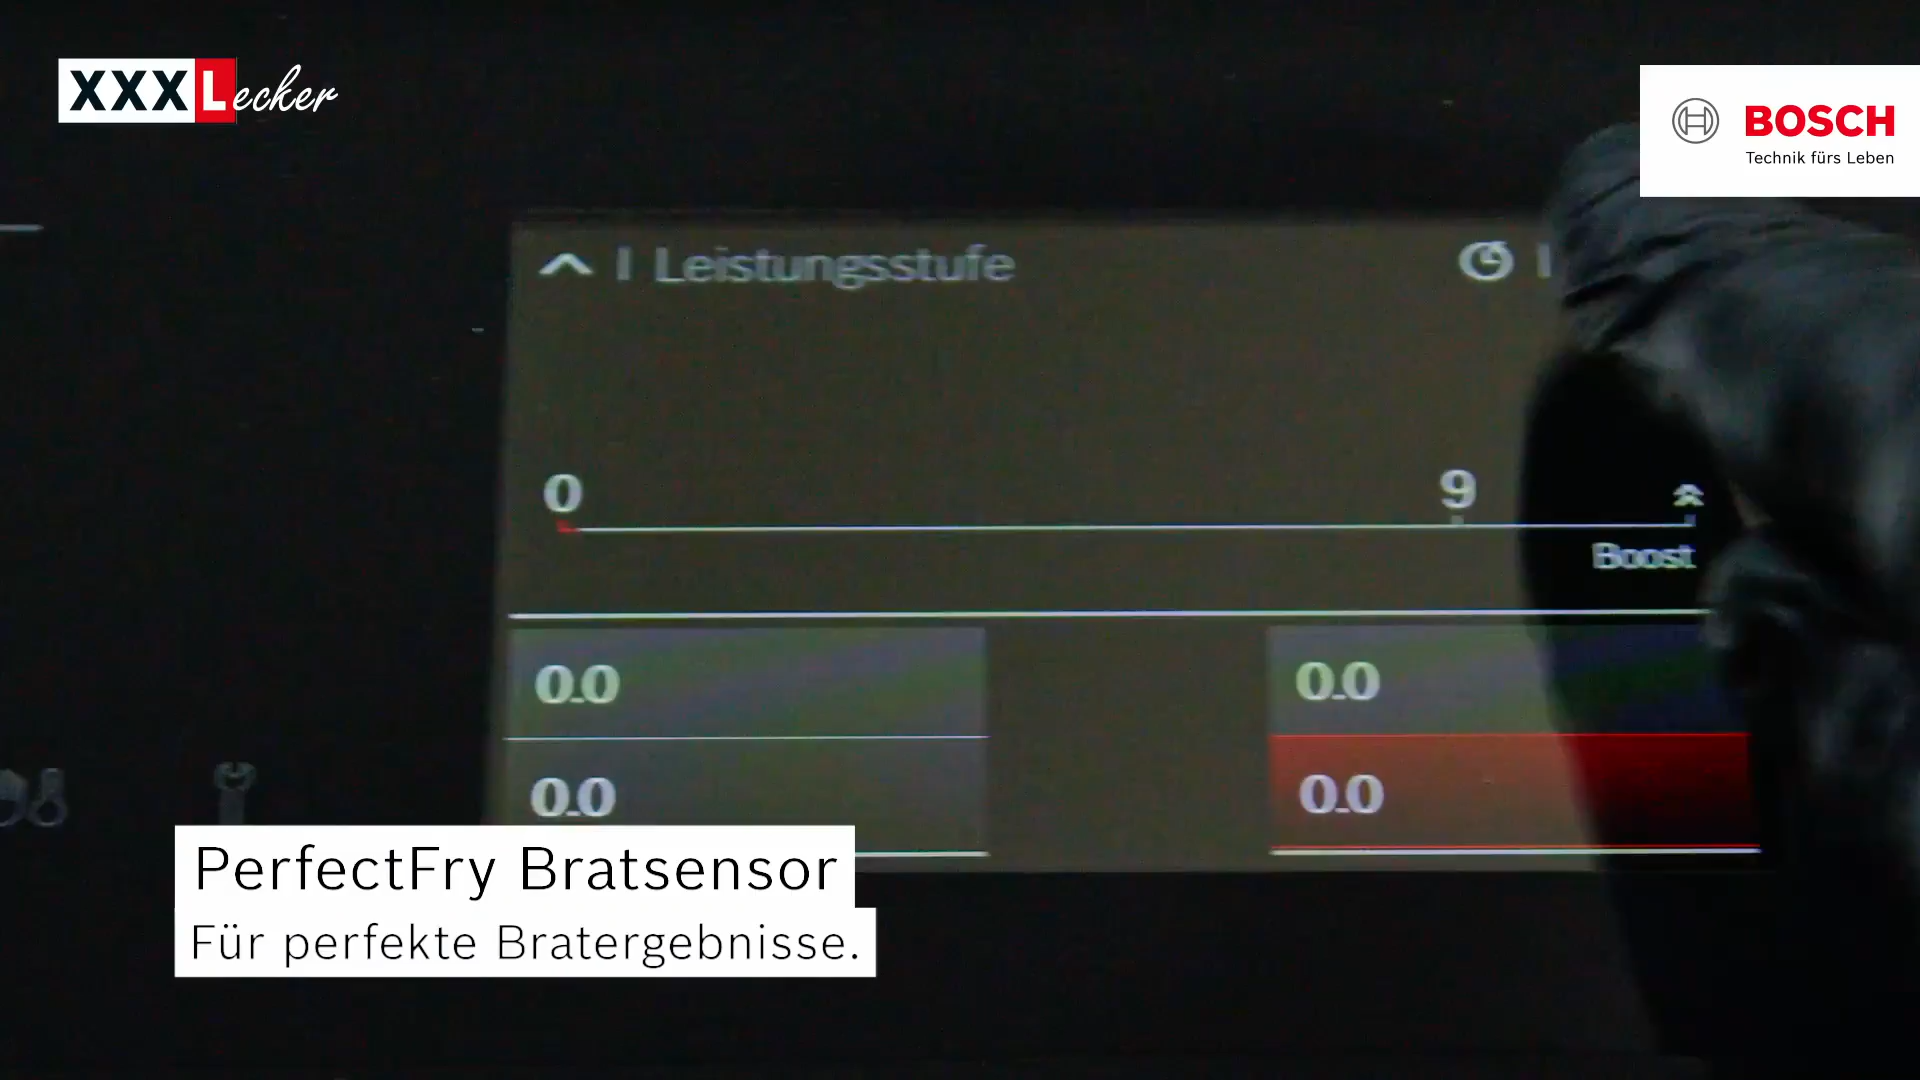 XXXLecker
BOSCH
Technik fürs Leben
Leistungsstufe
0
9
Boost
0.0
0.0
0.0
0.0
PerfectFry Bratsensor
Für perfekte Bratergebnisse.